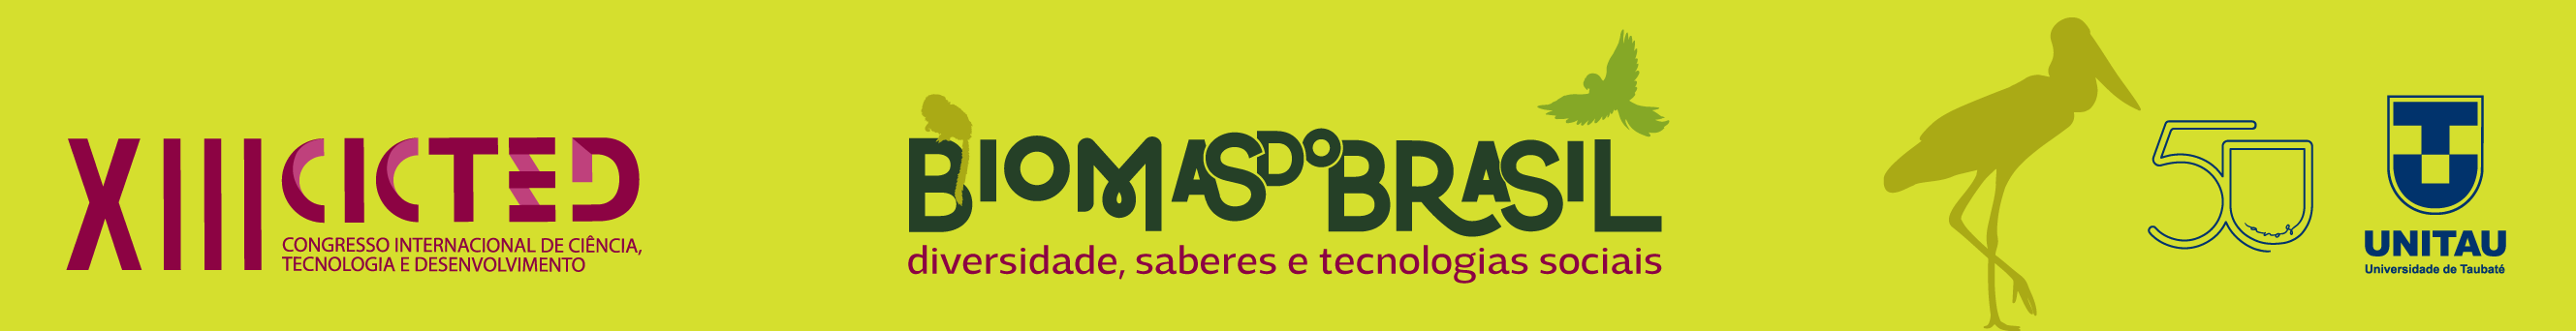 XIII CICTED
CONGRESSO INTERNACIONAL DE CIÊNCIA,
TECNOLOGIA E DESENVOLVIMENTO
BIOMAS DO BRASIL
diversidade, saberes e tecnologias sociais
50
anos
UNITAU
Universidade de Taubaté